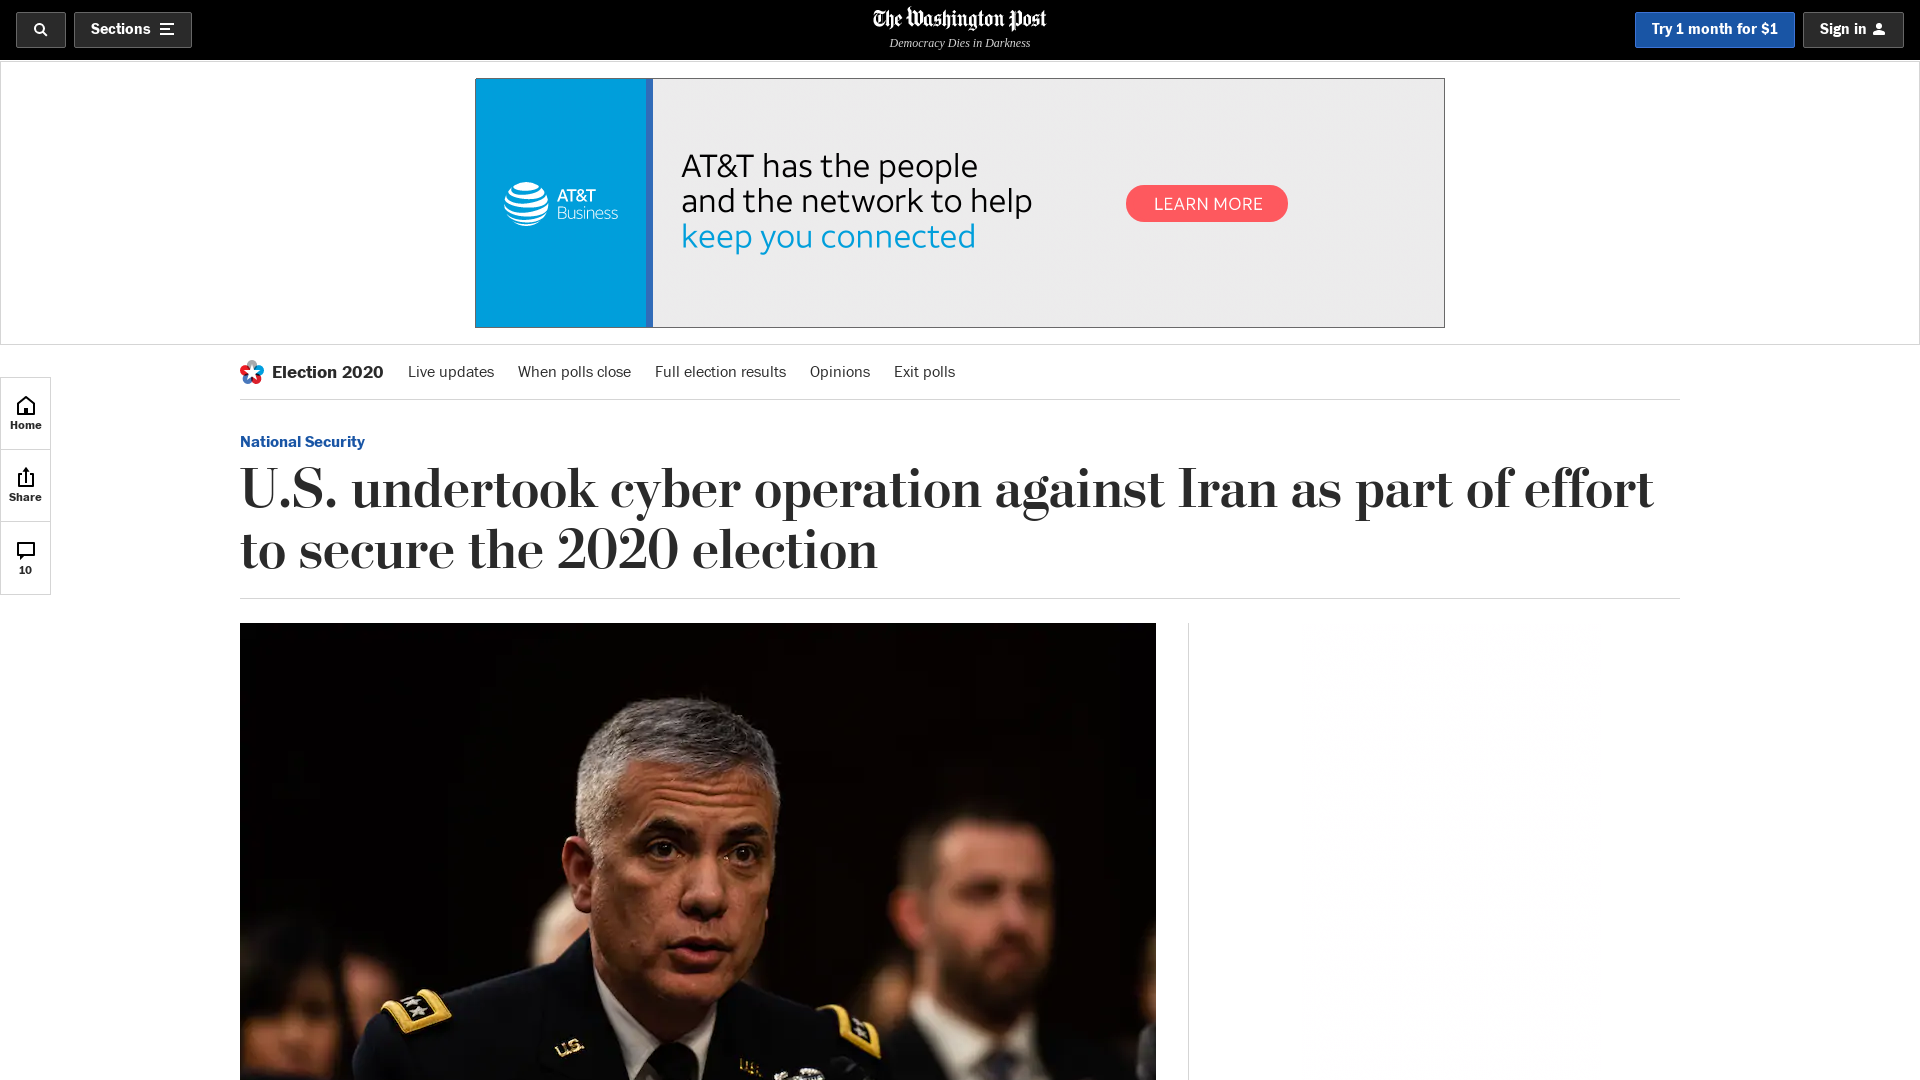 Sections
The Washington Post
Democracy Dies in Darkness
Try 1 month for $1
Sign in
AT&T
Business
AT&T has the people
and the network to help
keep you connected
LEARN MORE
Election 2020
Live updates
When polls close
Full election results
Opinions
Exit polls
Home
Share
10
National Security
U.S. undertook cyber operation against Iran as part of effort
to secure the 2020 election
U.S.
U.S.